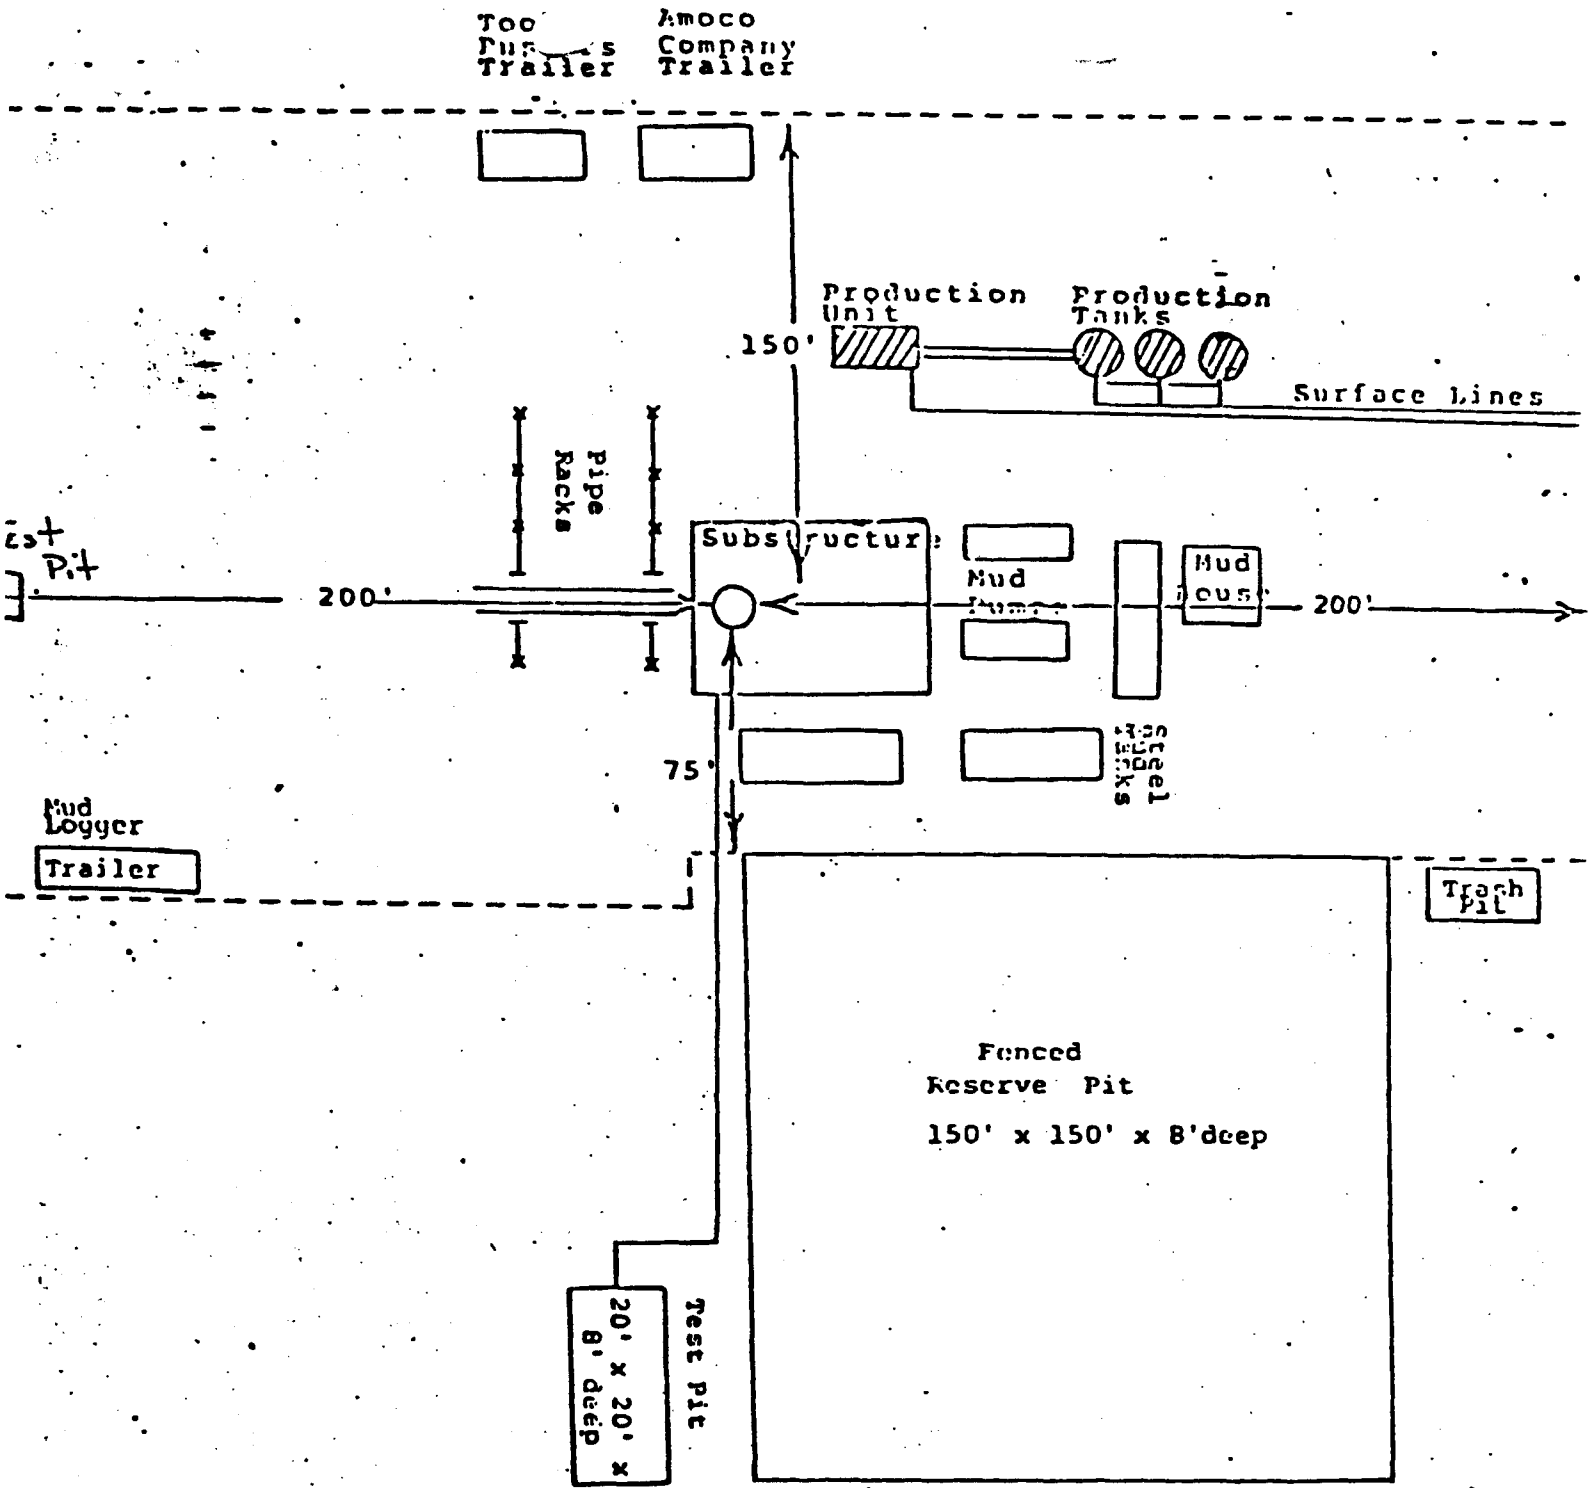 Too
Trailer
Amoco
Company
Trailer
Production
Unit
Production
Tanks
150'
Surface Lines
Pipe
Racks
Substructure
Mud
Mud
Pit
200'
200'
75'
Steel
Mud
Logger
Trailer
Trash
Pit
Fenced
Reserve Pit
150' x 150' x 8'deep
Test Pit
20' x 20' x
8' deep